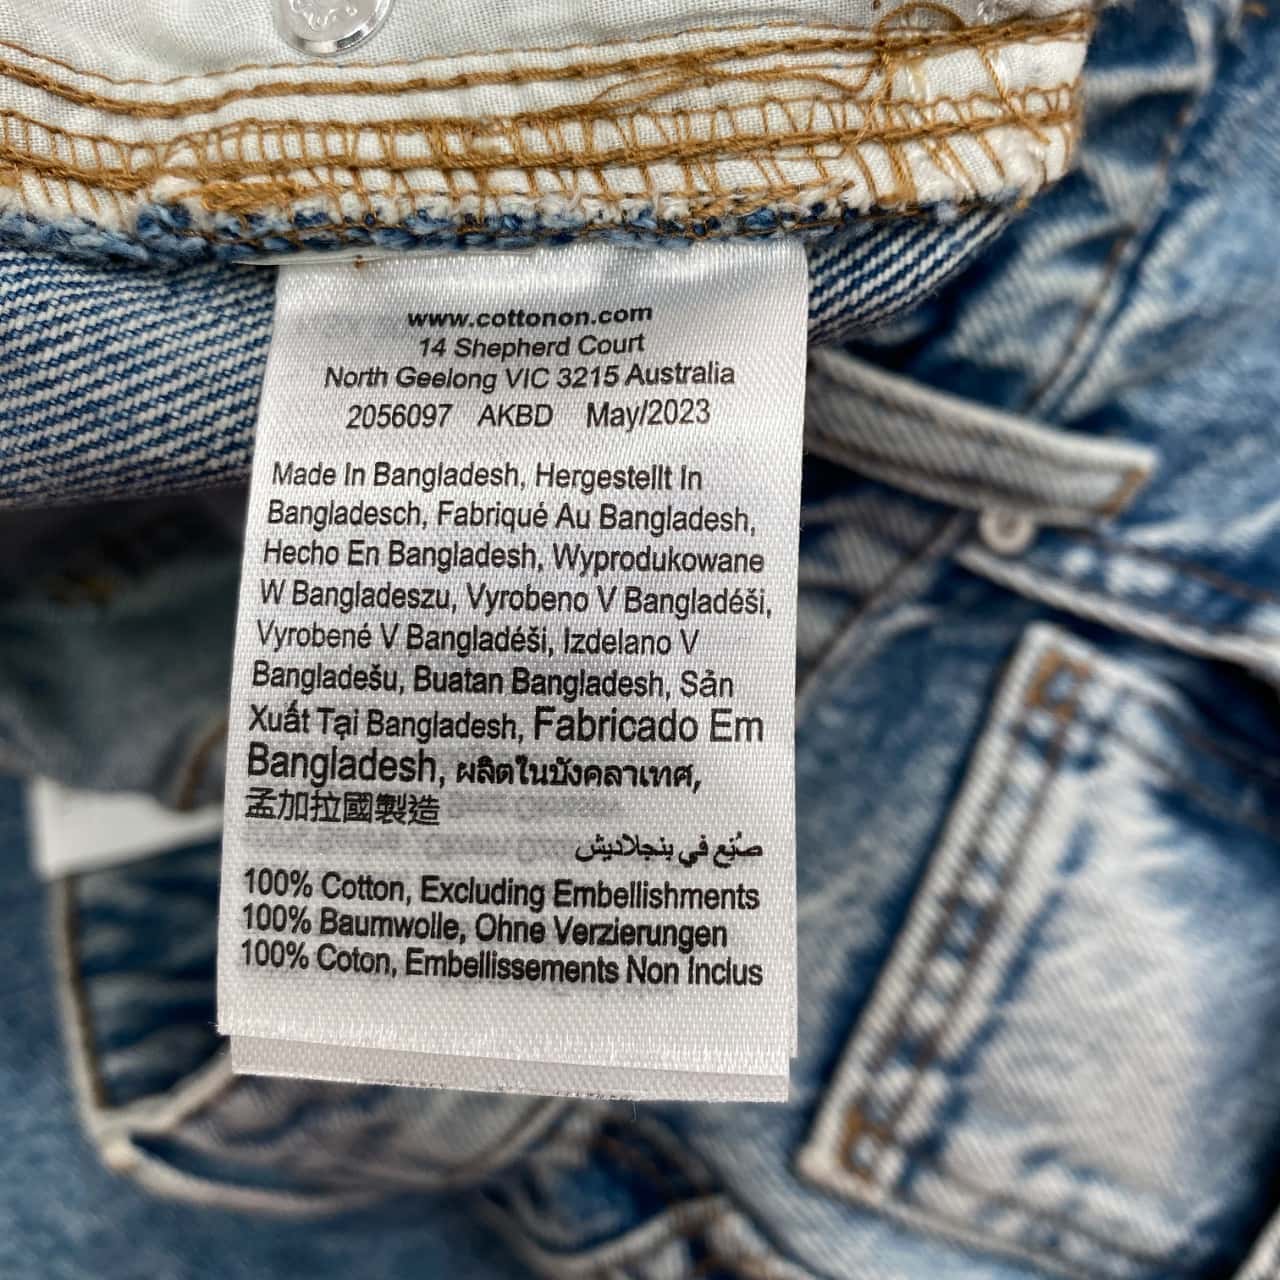 www.cottonon.com
14 Shepherd Court
North Geelong VIC 3215 Australia
2056097 AKBD May/2023
Made In Bangladesh, Hergestellt In
Bangladesch, Fabriqué Au Bangladesh,
Hecho En Bangladesh, Wyprodukowane
W Bangladeszu, Vyrobeno V Bangladéši,
Vyrobené V Bangladéši, Izdelano V
Bangladešu, Buatan Bangladesh, Sản
Xuất Tại Bangladesh, Fabricado Em
Bangladesh, ผลิตในบังคลาเทศ,
孟加拉國製造
صُنِع في بنجلاديش
100% Cotton, Excluding Embellishments
100% Baumwolle, Ohne Verzierungen
100% Coton, Embellissements Non Inclus